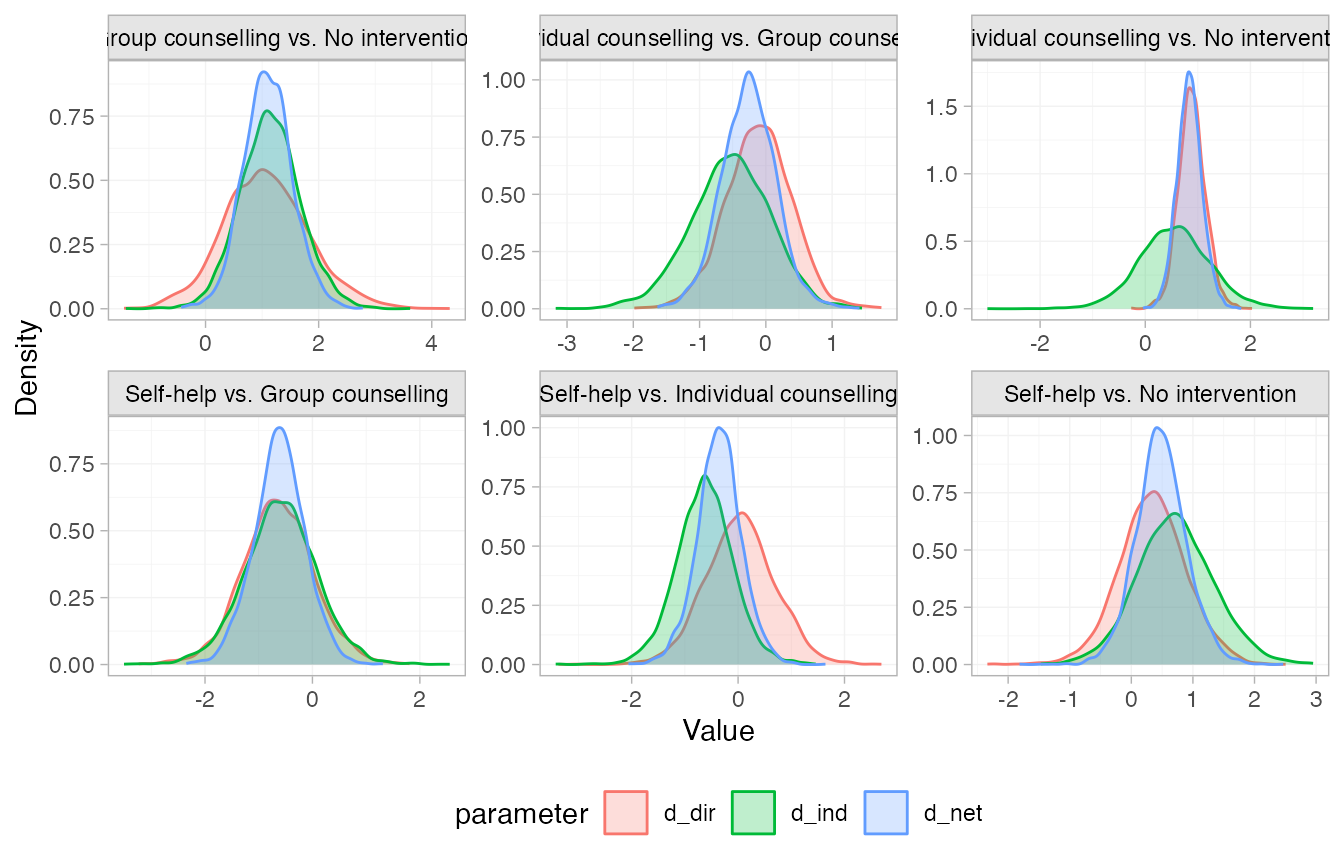 Group counselling vs. No interventio
vidual counselling vs. Group counse
ividual counselling vs. No intervent
0.75
0.50
0.25
0.00
0 2 4
1.00
0.75
0.50
0.25
0.00
-3 -2 -1 0 1
1.5
1.0
0.5
0.0
-2 0 2
Self-help vs. Group counselling
Self-help vs. Individual counselling
Self-help vs. No intervention
0.75
0.50
0.25
0.00
-2 0 2
1.00
0.75
0.50
0.25
0.00
-2 0 2
1.00
0.75
0.50
0.25
0.00
-2 -1 0 1 2 3
Density
Value
parameter d_dir d_ind d_net